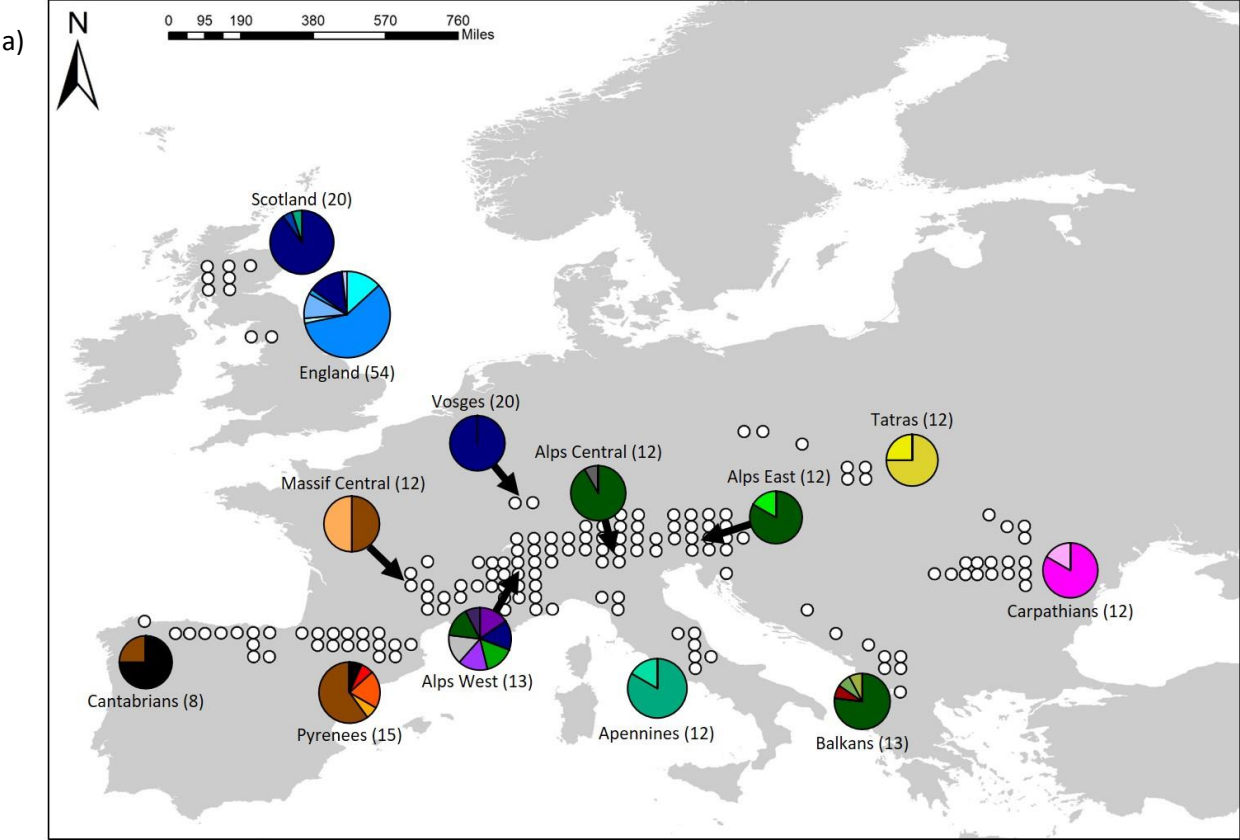 a)
N
0 95 190 380 570 760
Miles
Scotland (20)
England (54)
Vosges (20)
Tatras (12)
Alps Central (12)
Alps East (12)
Massif Central (12)
Carpathians (12)
Alps West (13)
Cantabrians (8)
Pyrenees (15)
Apennines (12)
Balkans (13)